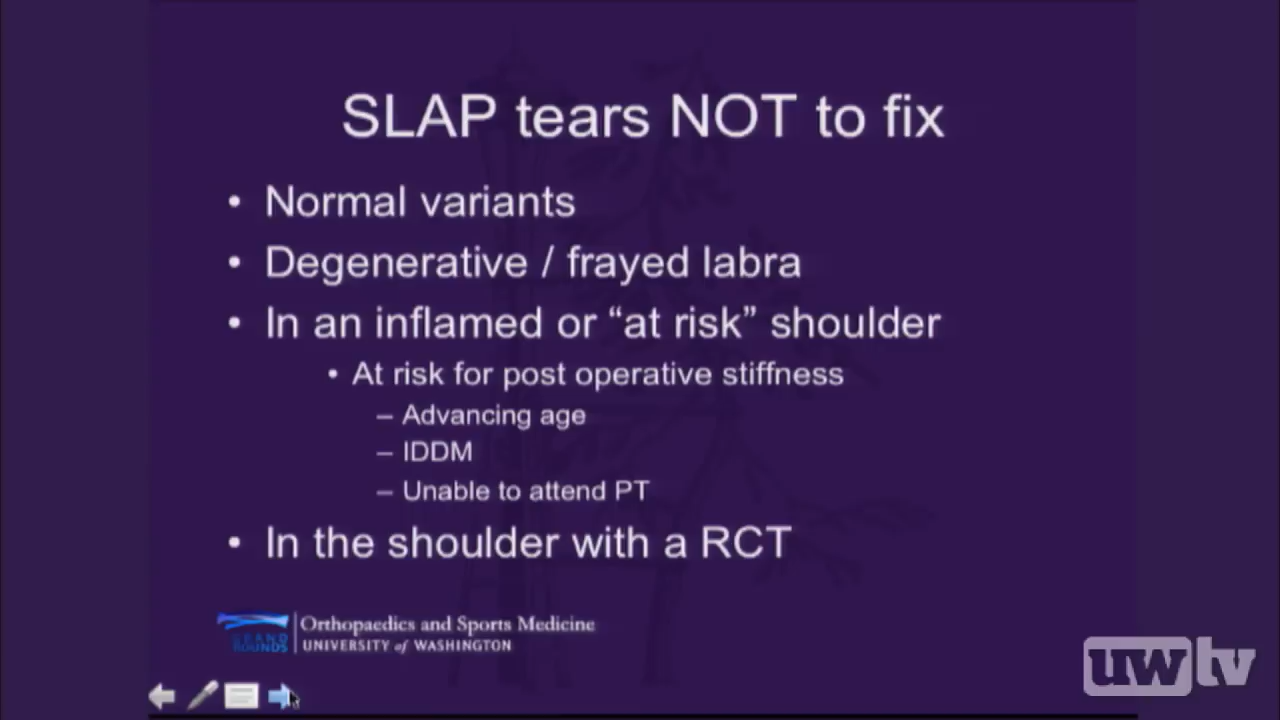 SLAP tears NOT to fix
• Normal variants
• Degenerative / frayed labra
• In an inflamed or “at risk” shoulder
• At risk for post operative stiffness
– Advancing age
– IDDM
– Unable to attend PT
• In the shoulder with a RCT
GRAND
ROUNDS
Orthopaedics and Sports Medicine
UNIVERSITY of WASHINGTON
uwtv